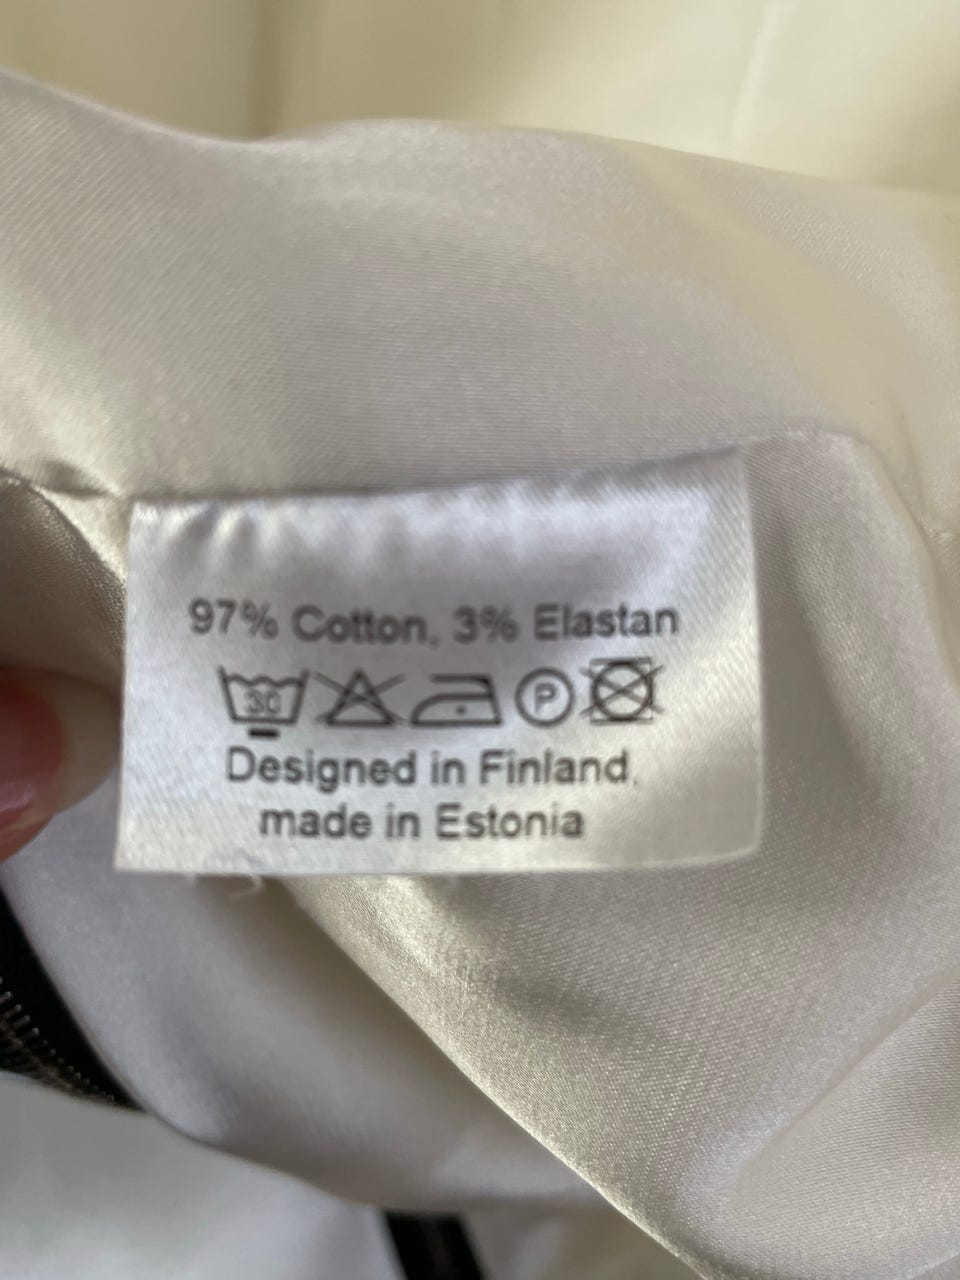 97% Cotton, 3% Elastan
30 P
Designed in Finland,
made in Estonia